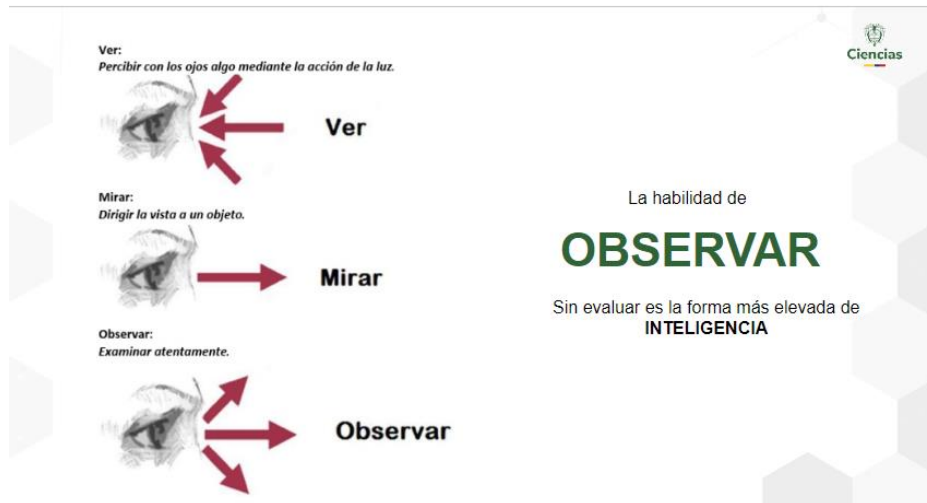 Ver:
Percibir con los ojos algo mediante la acción de la luz.
Ver
Mirar:
Dirigir la vista a un objeto.
Mirar
Observar:
Examinar atentamente.
Observar
Ciencias
La habilidad de
OBSERVAR
Sin evaluar es la forma más elevada de
INTELIGENCIA